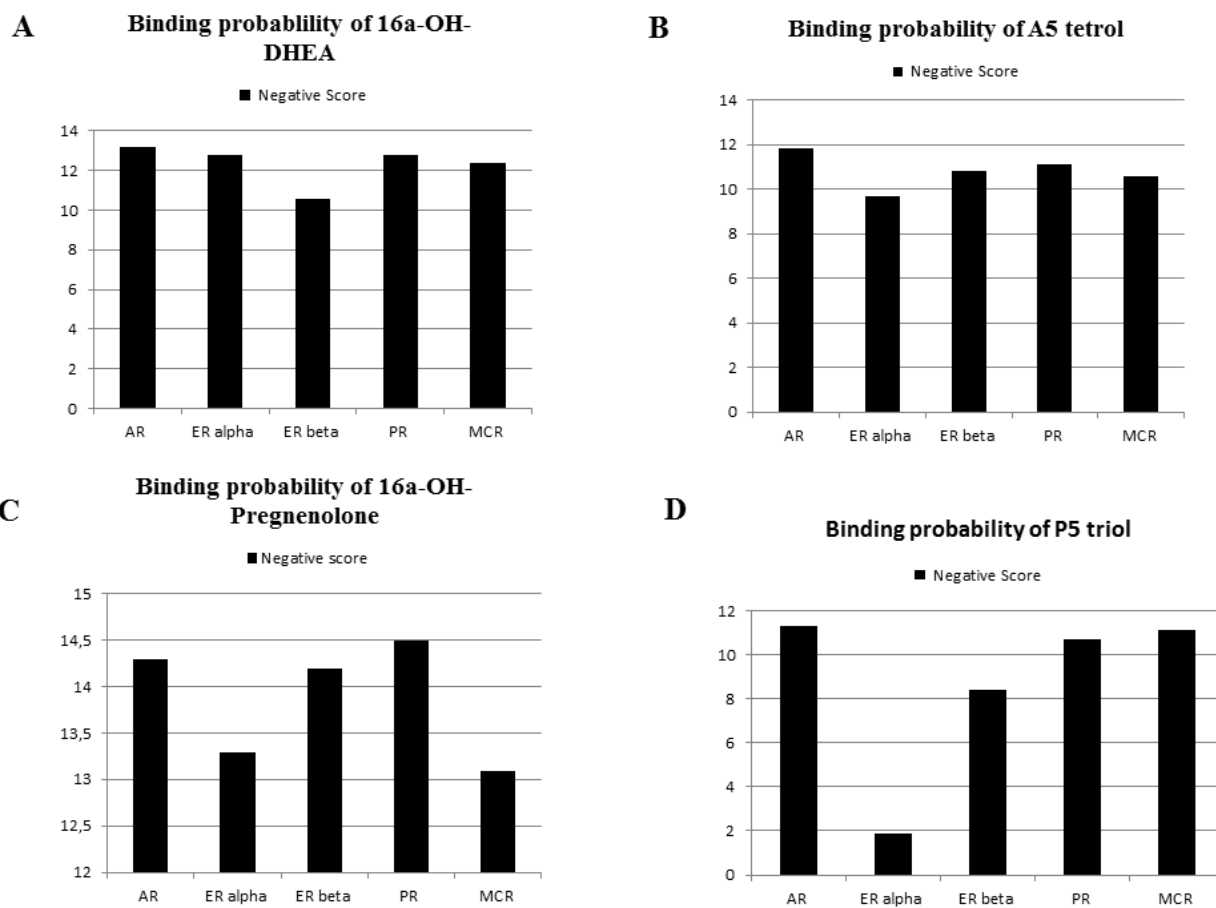 A
Binding probablility of 16a-OH-
DHEA
Negative Score
14
12
10
8
6
4
2
0
AR ER alpha ER beta PR MCR
B
Binding probability of A5 tetrol
Negative Score
14
12
10
8
6
4
2
0
AR ER alpha ER beta PR MCR
C
Binding probability of 16a-OH-
Pregnenolone
Negative score
15
14,5
14
13,5
13
12,5
12
AR ER alpha ER beta PR MCR
D
Binding probability of P5 triol
Negative Score
12
10
8
6
4
2
0
AR ER alpha ER beta PR MCR